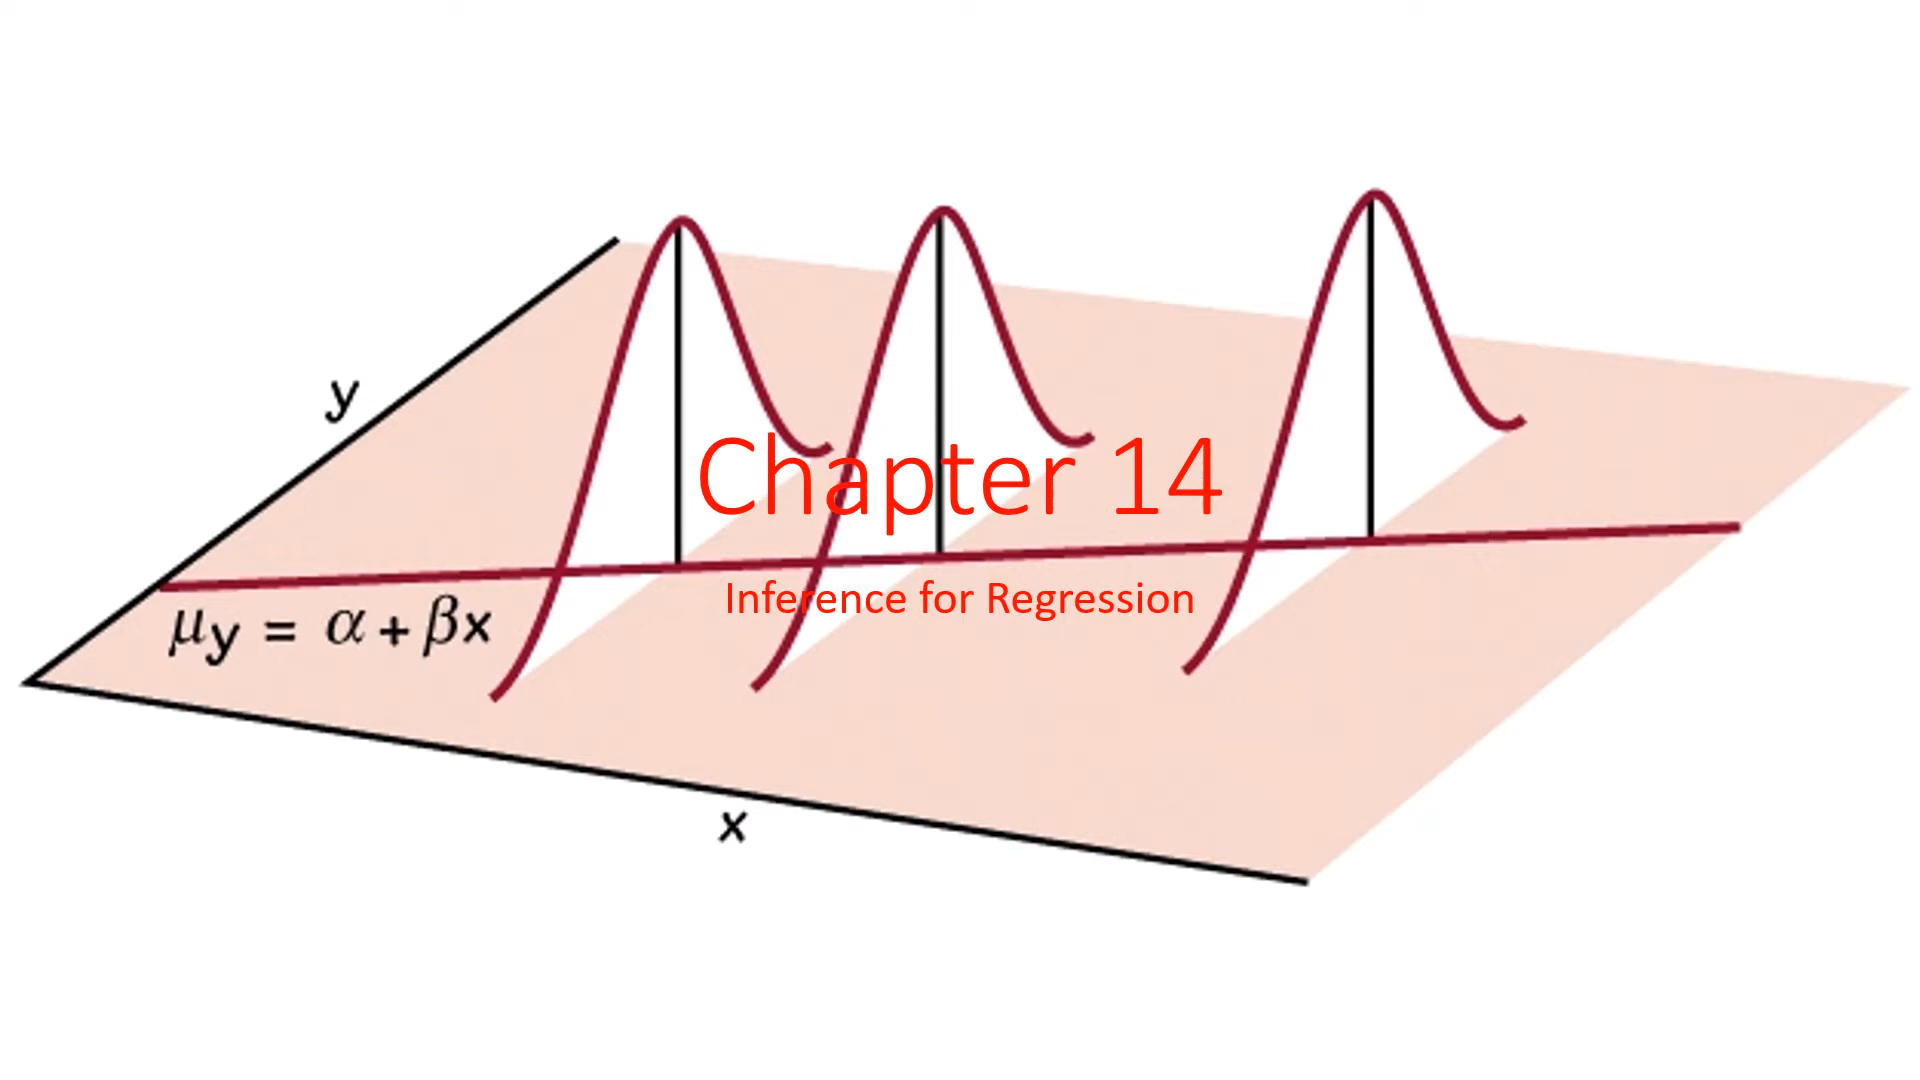 y
Chapter 14
Inference for Regression
μy = α + βx
x